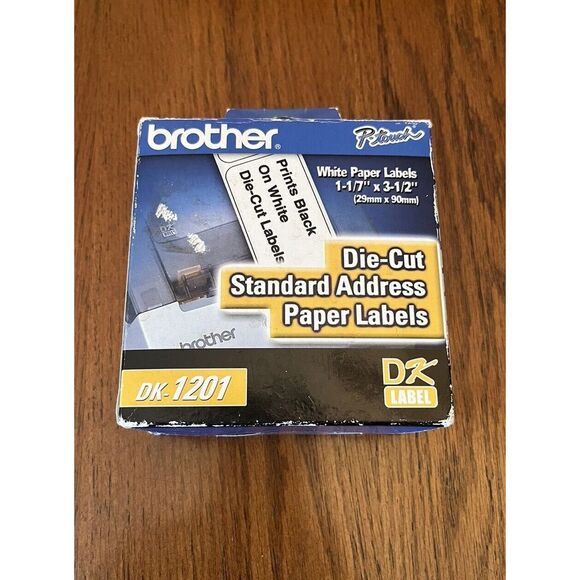 brother®
P-touch
White Paper Labels
1-1/7" x 3-1/2"
(29mm x 90mm)
Prints Black
On White
Die-Cut Labels
DK
Die-Cut
Standard Address
Paper Labels
brother
DK-1201
DK
LABEL